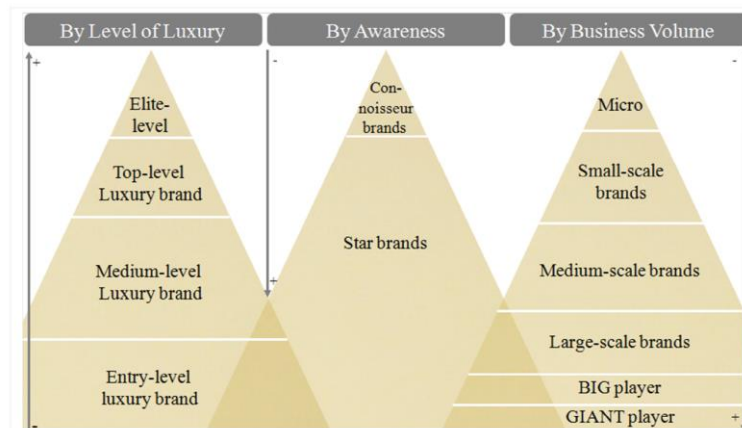 By Level of Luxury
By Awareness
By Business Volume
+
-
-
Elite-
level
Con-
noisseur
brands
Micro
Top-level
Luxury brand
Small-scale
brands
Star brands
Medium-level
Luxury brand
Medium-scale brands
+
Large-scale brands
Entry-level
luxury brand
BIG player
GIANT player
+
-